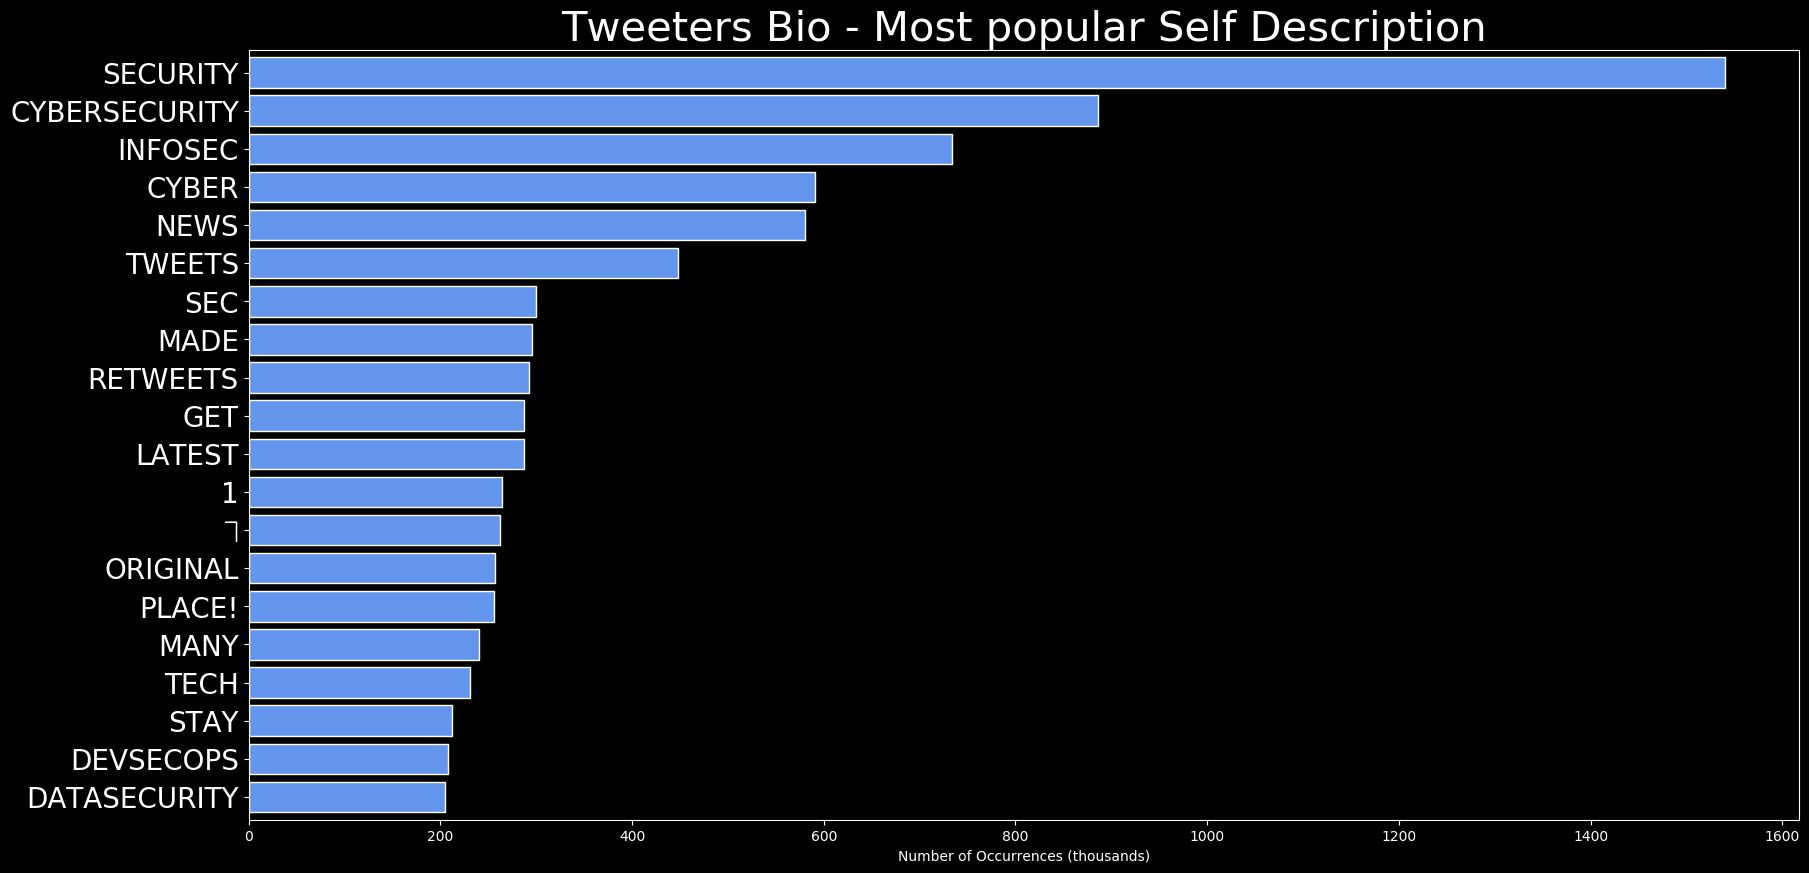 Tweeters Bio - Most popular Self Description
SECURITY
CYBERSECURITY
INFOSEC
CYBER
NEWS
TWEETS
SEC
MADE
RETWEETS
GET
LATEST
1
ORIGINAL
PLACE!
MANY
TECH
STAY
DEVSECOPS
DATASECURITY
0 200 400 600 800 1000 1200 1400 1600
Number of Occurrences (thousands)